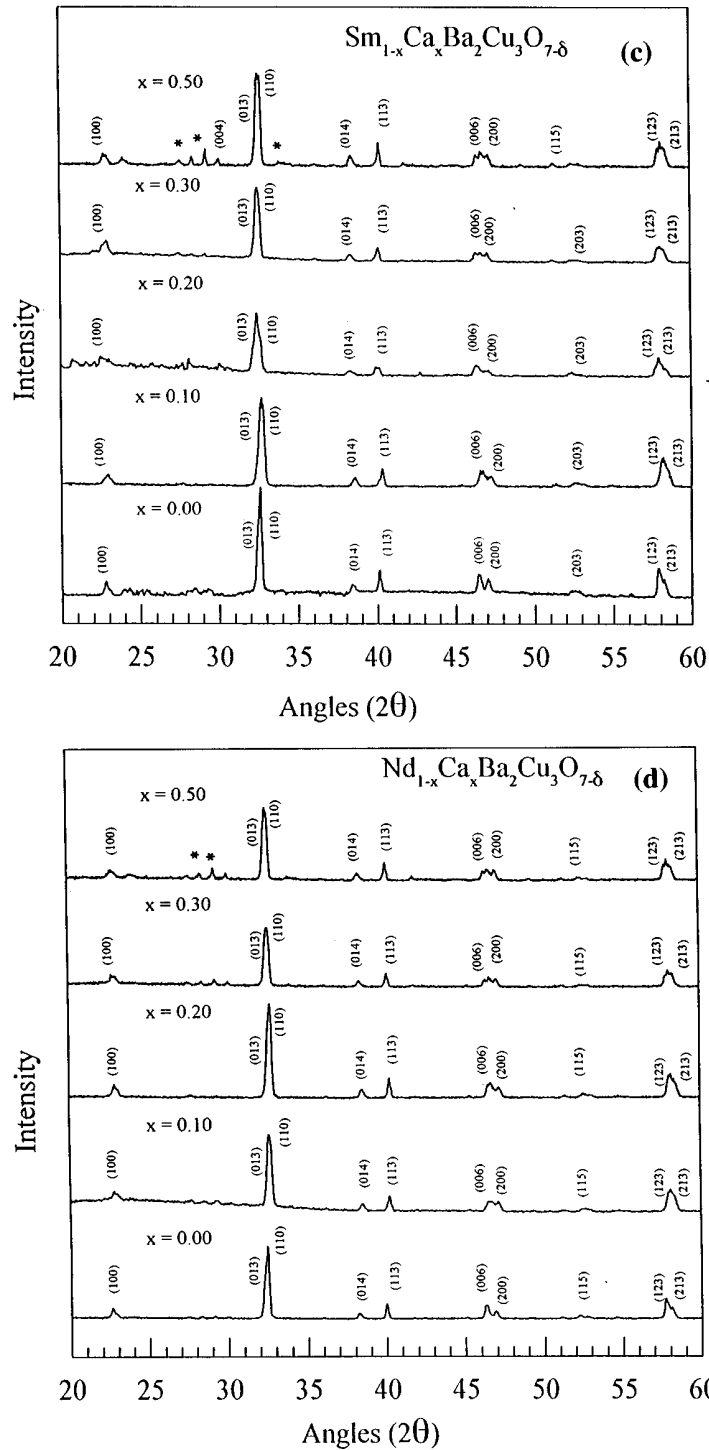 Sm1-xCaxBa2Cu3O7-δ (c)
x = 0.50
(100) * * (004) (013) (110) * (014) (113) (006) (200) (115) (123) (213)
x = 0.30
(100) (013) (110) (014) (113) (006) (200) (203) (123) (213)
x = 0.20
(100) (013) (110) (014) (113) (006) (200) (203) (123) (213)
x = 0.10
(100) (013) (110) (014) (113) (006) (200) (203) (123) (213)
x = 0.00
(100) (013) (110) (014) (113) (006) (200) (203) (123) (213)
Intensity
20 25 30 35 40 45 50 55 60
Angles (2θ)
Nd1-xCaxBa2Cu3O7-δ (d)
x = 0.50
(100) * * (013) (110) (014) (113) (006) (200) (115) (123) (213)
x = 0.30
(100) (013) (110) (014) (113) (006) (200) (115) (123) (213)
x = 0.20
(100) (013) (110) (014) (113) (006) (200) (115) (123) (213)
x = 0.10
(100) (013) (110) (014) (113) (006) (200) (115) (123) (213)
x = 0.00
(100) (013) (110) (014) (113) (006) (200) (115) (123) (213)
Intensity
20 25 30 35 40 45 50 55 60
Angles (2θ)